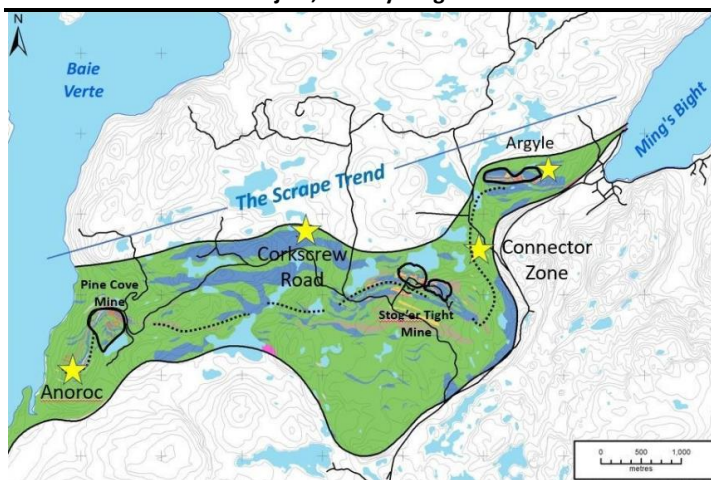 N
Baie
Verte
Ming's Bight
Argyle
The Scrape Trend
Corkscrew
Road
Connector
Zone
Pine Cove
Mine
Stog'er Tight
Mine
Anoroc
0 500 1,000
metres